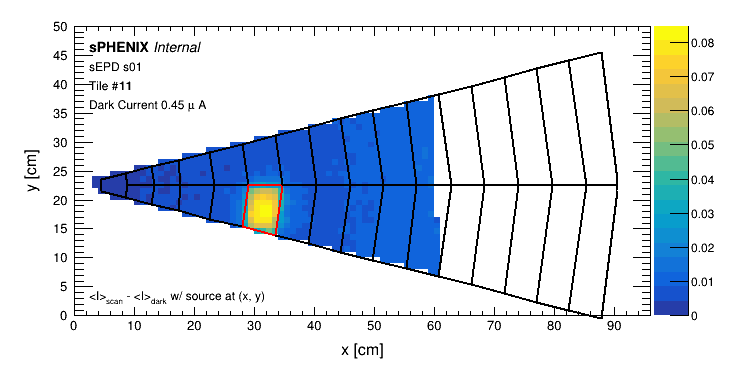 sPHENIX Internal
sEPD s01
Tile #11
Dark Current 0.45 μ A
<I>scan - <I>dark w/ source at (x, y)
y [cm]
50
45
40
35
30
25
20
15
10
5
0
0 10 20 30 40 50 60 70 80 90
x [cm]
0.08
0.07
0.06
0.05
0.04
0.03
0.02
0.01
0